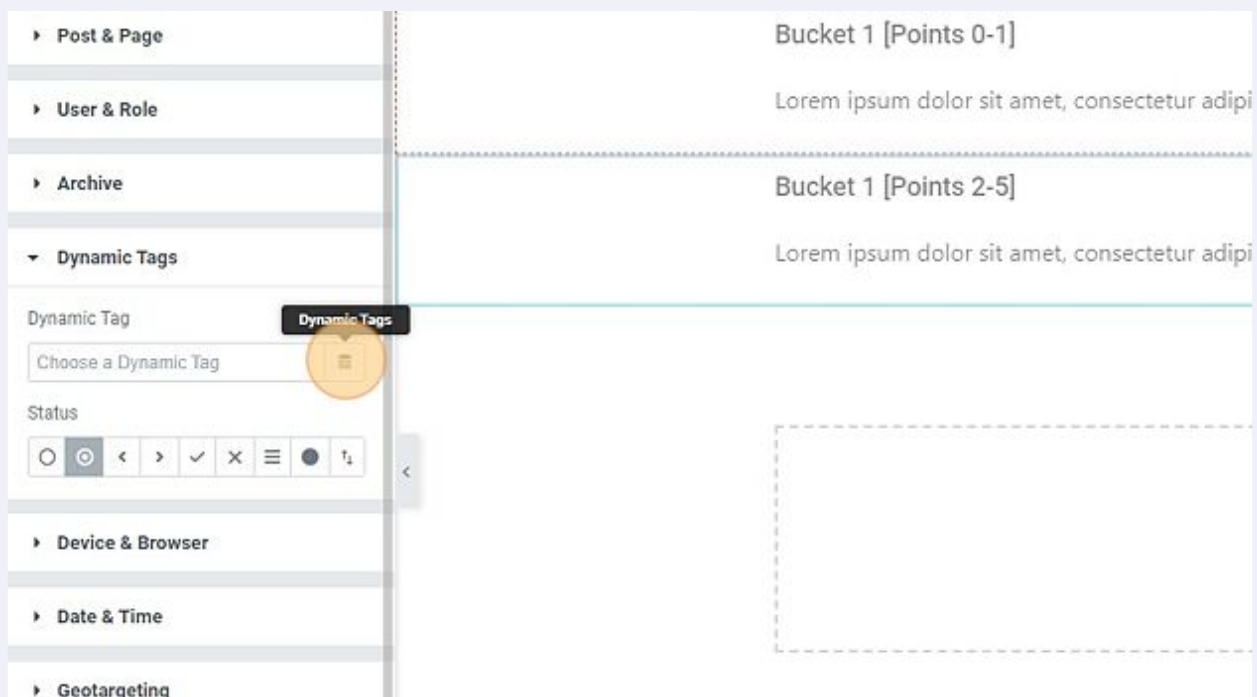 Post & Page
User & Role
Archive
Dynamic Tags
Dynamic Tag
Dynamic Tags
Choose a Dynamic Tag
Status
Device & Browser
Date & Time
Geotargeting
Bucket 1 [Points 0-1]
Lorem ipsum dolor sit amet, consectetur adipi
Bucket 1 [Points 2-5]
Lorem ipsum dolor sit amet, consectetur adipi